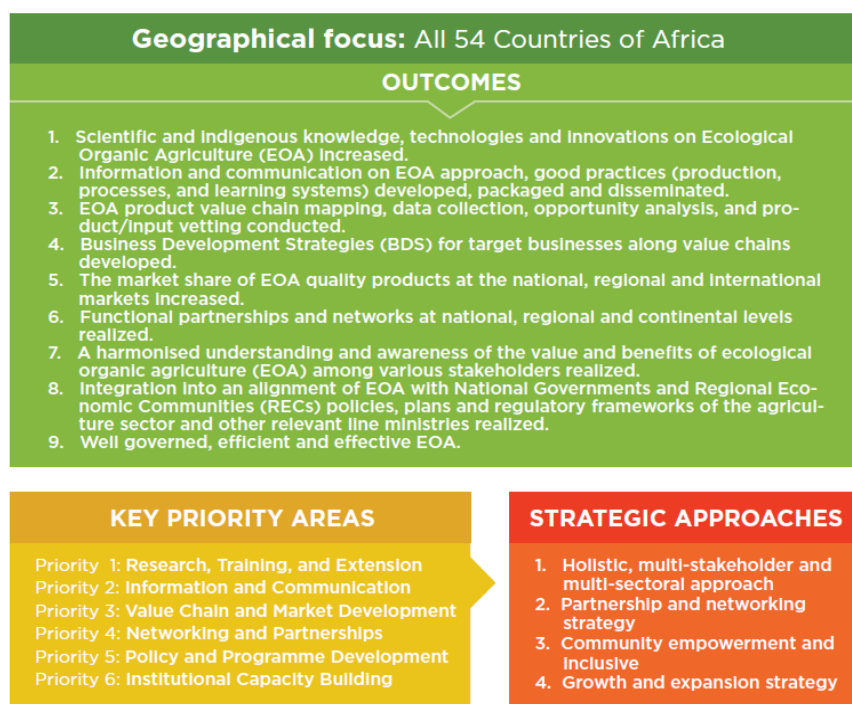 Geographical focus: All 54 Countries of Africa
OUTCOMES
1. Scientific and indigenous knowledge, technologies and innovations on Ecological
Organic Agriculture (EOA) increased.
2. Information and communication on EOA approach, good practices (production,
processes, and learning systems) developed, packaged and disseminated.
3. EOA product value chain mapping, data collection, opportunity analysis, and pro-
duct/input vetting conducted.
4. Business Development Strategies (BDS) for target businesses along value chains
developed.
5. The market share of EOA quality products at the national, regional and international
markets increased.
6. Functional partnerships and networks at national, regional and continental levels
realized.
7. A harmonised understanding and awareness of the value and benefits of ecological
organic agriculture (EOA) among various stakeholders realized.
8. Integration into an alignment of EOA with National Governments and Regional Eco-
nomic Communities (RECs) policies, plans and regulatory frameworks of the agricul-
ture sector and other relevant line ministries realized.
9. Well governed, efficient and effective EOA.
KEY PRIORITY AREAS
Priority 1: Research, Training, and Extension
Priority 2: Information and Communication
Priority 3: Value Chain and Market Development
Priority 4: Networking and Partnerships
Priority 5: Policy and Programme Development
Priority 6: Institutional Capacity Building
STRATEGIC APPROACHES
1. Holistic, multi-stakeholder and
multi-sectoral approach
2. Partnership and networking
strategy
3. Community empowerment and
inclusive
4. Growth and expansion strategy